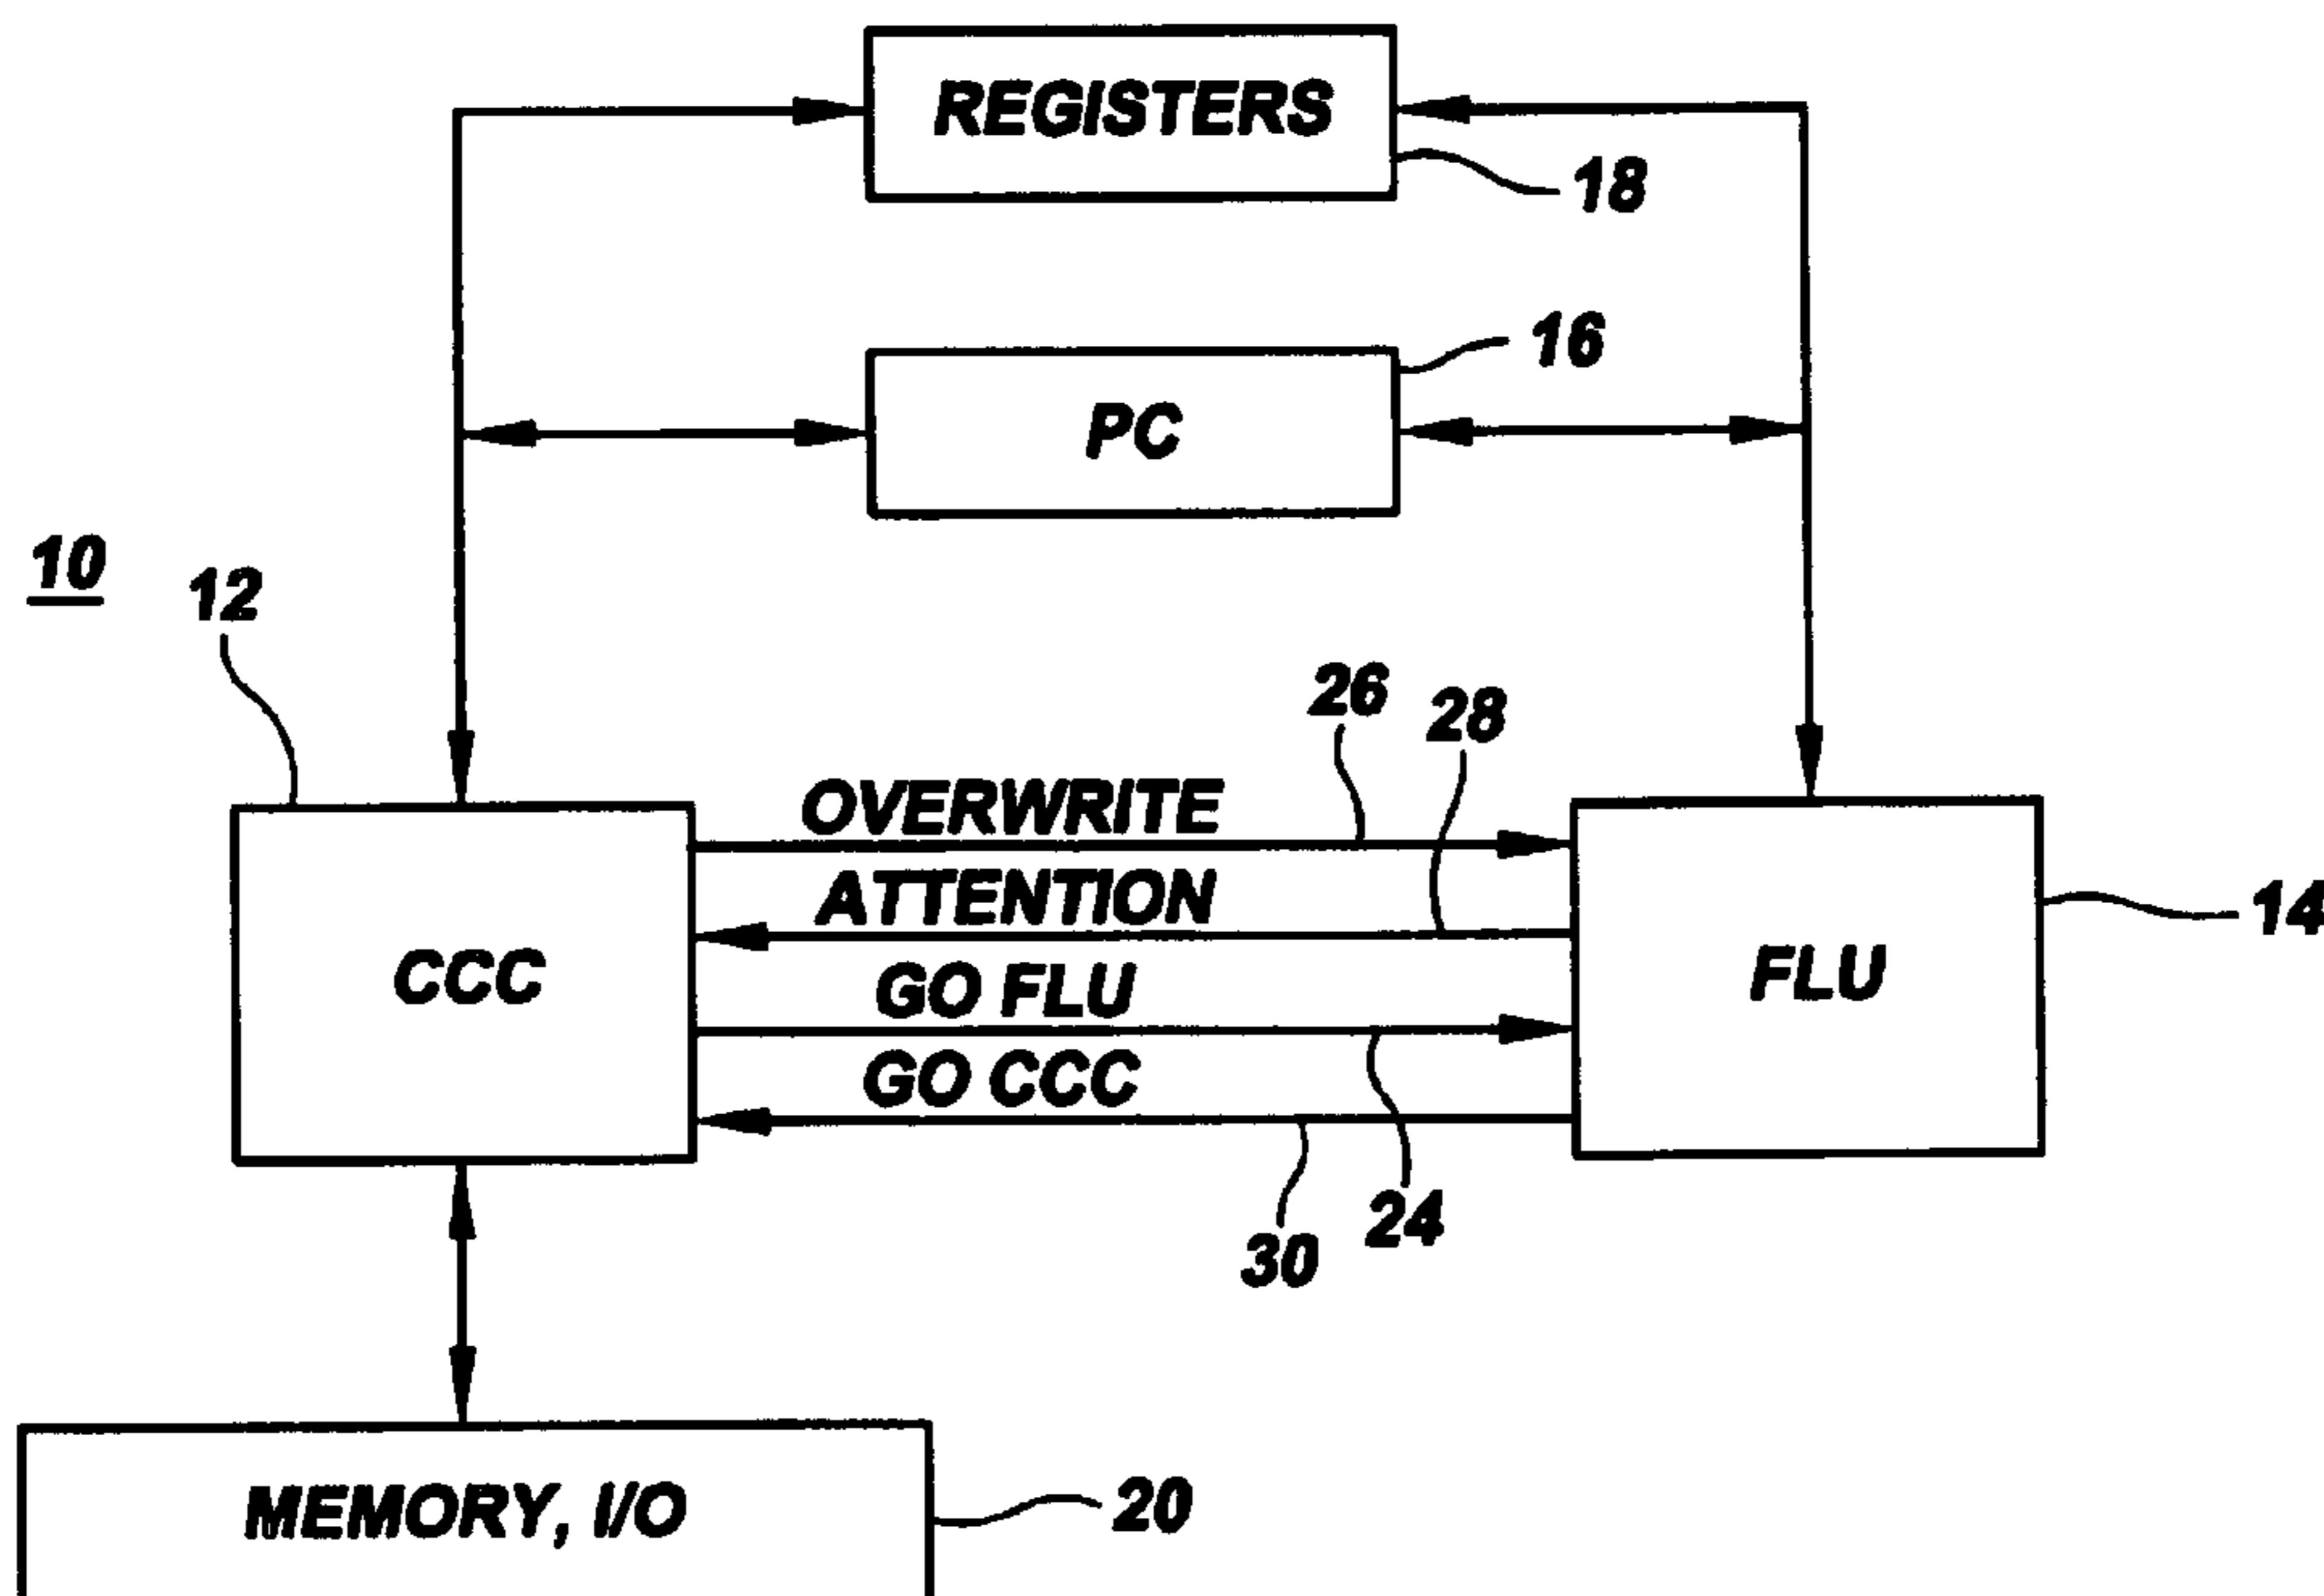 REGISTERS
18
16
PC
10
12
26
28
OVERWRITE
ATTENTION
14
CCC
FLU
GO FLU
GO CCC
24
30
MEMORY, I/O
20